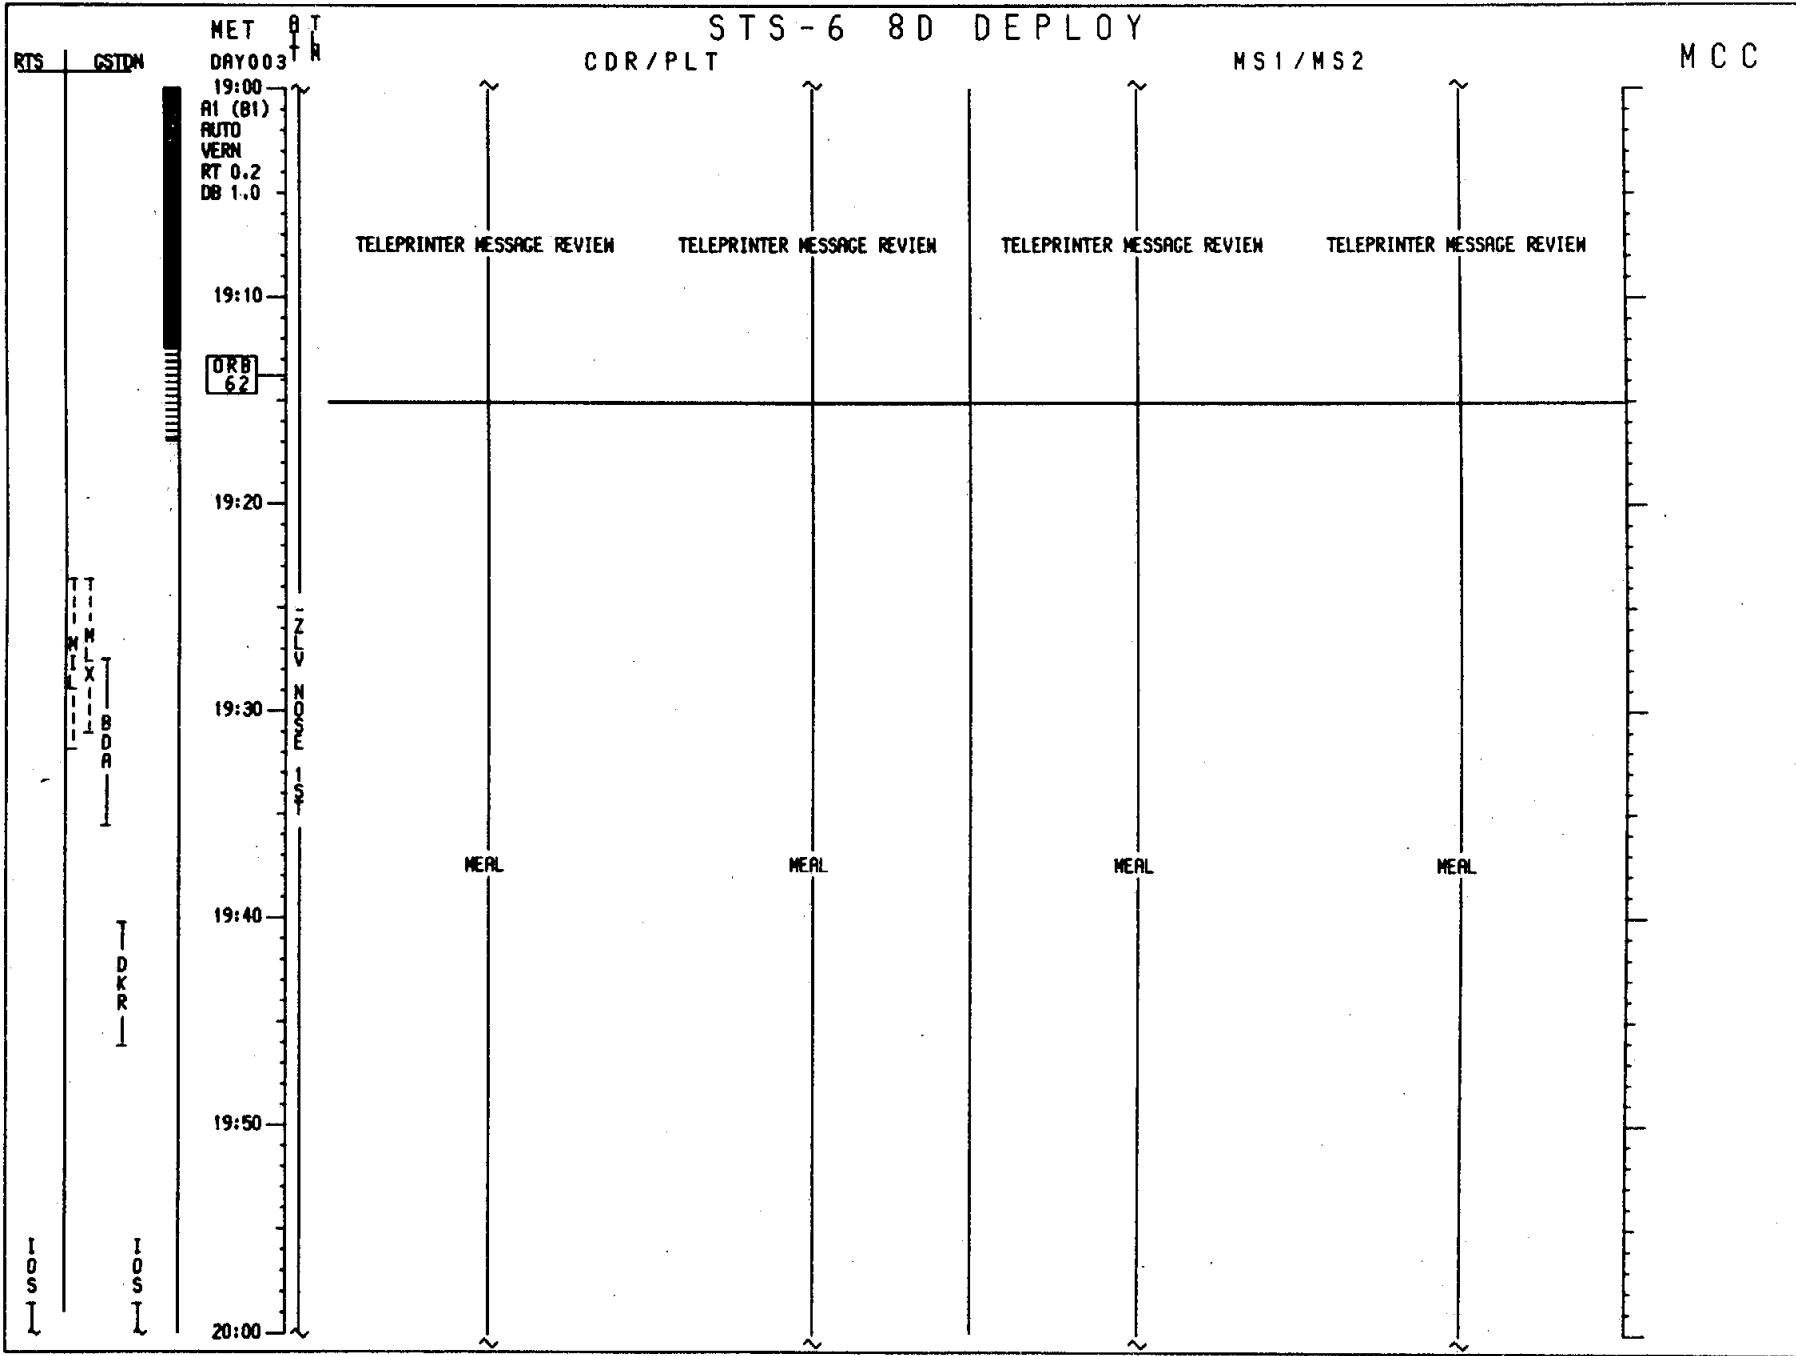 STS-6 8D DEPLOY
MET
ATT
TLM
RTS GSTDN DAY003 CDR/PLT MS1/MS2 MCC
19:00
A1 (B1)
AUTO
VERN
RT 0.2
DB 1.0
TELEPRINTER MESSAGE REVIEW TELEPRINTER MESSAGE REVIEW TELEPRINTER MESSAGE REVIEW TELEPRINTER MESSAGE REVIEW
19:10
ORB
62
19:20
MIL
MLX
-ZLV NOSE 1ST
19:30
BDA
MEAL MEAL MEAL MEAL
19:40
DKR
19:50
IOS IOS
20:00